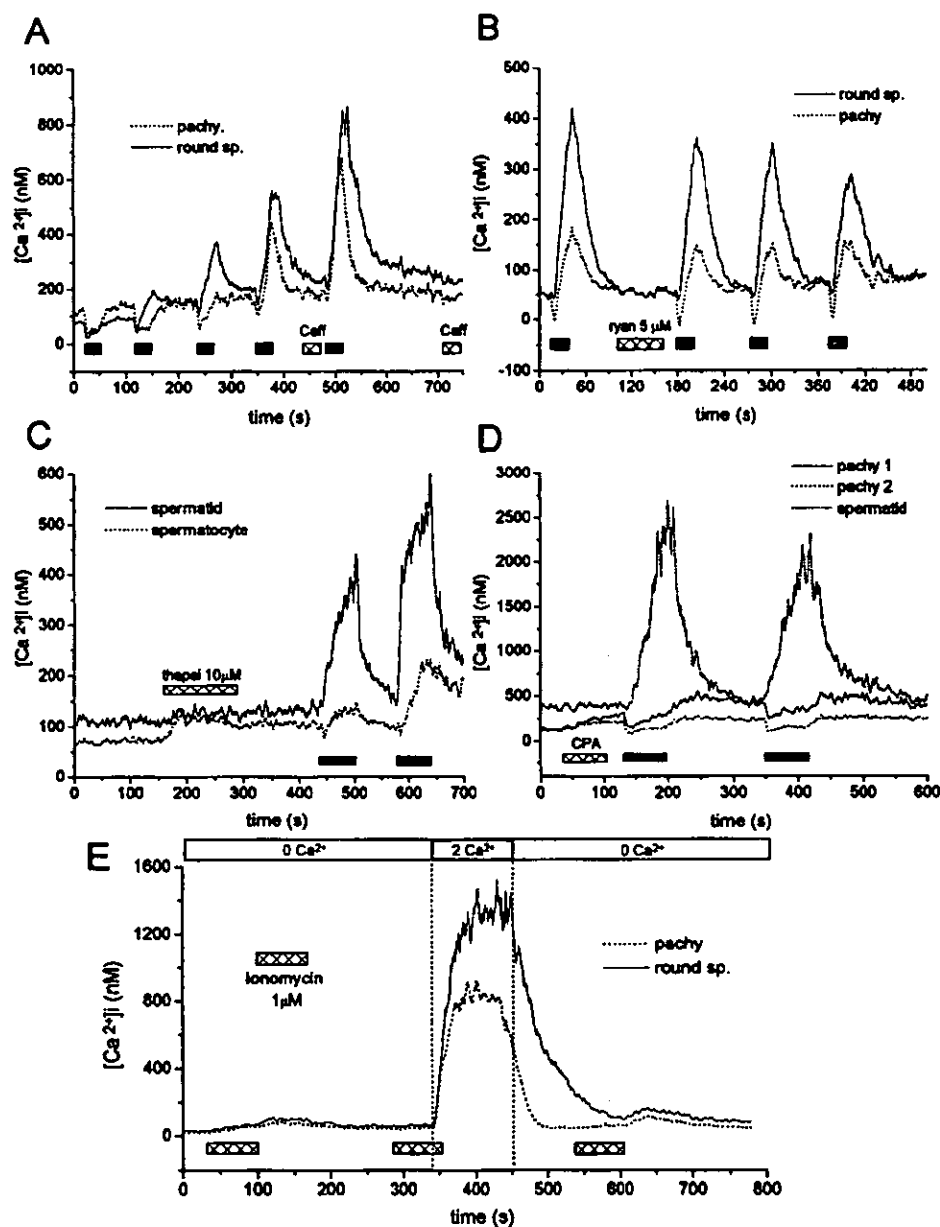 A
[Ca 2+]i (nM)
1000
800
600
400
200
0
pachy.
round sp.
Caff
Caff
0 100 200 300 400 500 600 700
time (s)
B
[Ca 2+]i (nM)
500
400
300
200
100
0
-100
round sp.
pachy
ryan 5 μM
0 60 120 180 240 300 360 420 480
time (s)
C
[Ca 2+]i (nM)
600
500
400
300
200
100
0
spermatid
spermatocyte
thapsi 10μM
0 100 200 300 400 500 600 700
time (s)
D
[Ca 2+]i (nM)
3000
2500
2000
1500
1000
500
0
pachy 1
pachy 2
spermatid
CPA
0 100 200 300 400 500 600
time (s)
E
0 Ca2+ 2 Ca2+ 0 Ca2+
[Ca 2+]i (nM)
1600
1200
800
400
0
Ionomycin
1μM
pachy
round sp.
0 100 200 300 400 500 600 700 800
time (s)